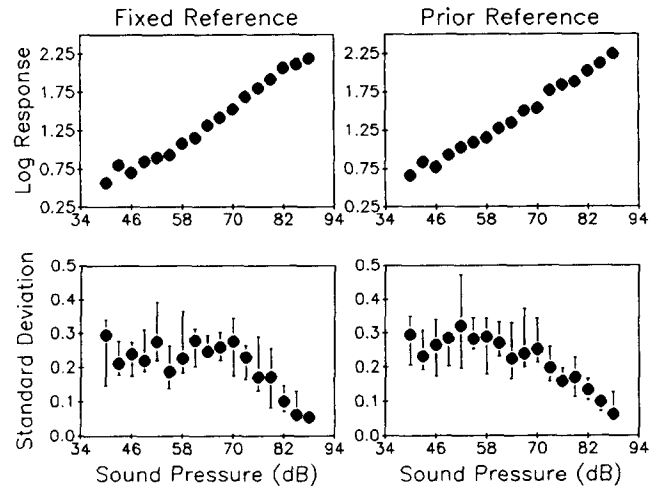 Fixed Reference
Prior Reference
Log Response
2.25
1.75
1.25
0.75
0.25
34 46 58 70 82 94
2.25
1.75
1.25
0.75
0.25
34 46 58 70 82 94
Standard Deviation
0.5
0.4
0.3
0.2
0.1
0.0
34 46 58 70 82 94
Sound Pressure (dB)
0.5
0.4
0.3
0.2
0.1
0.0
34 46 58 70 82 94
Sound Pressure (dB)